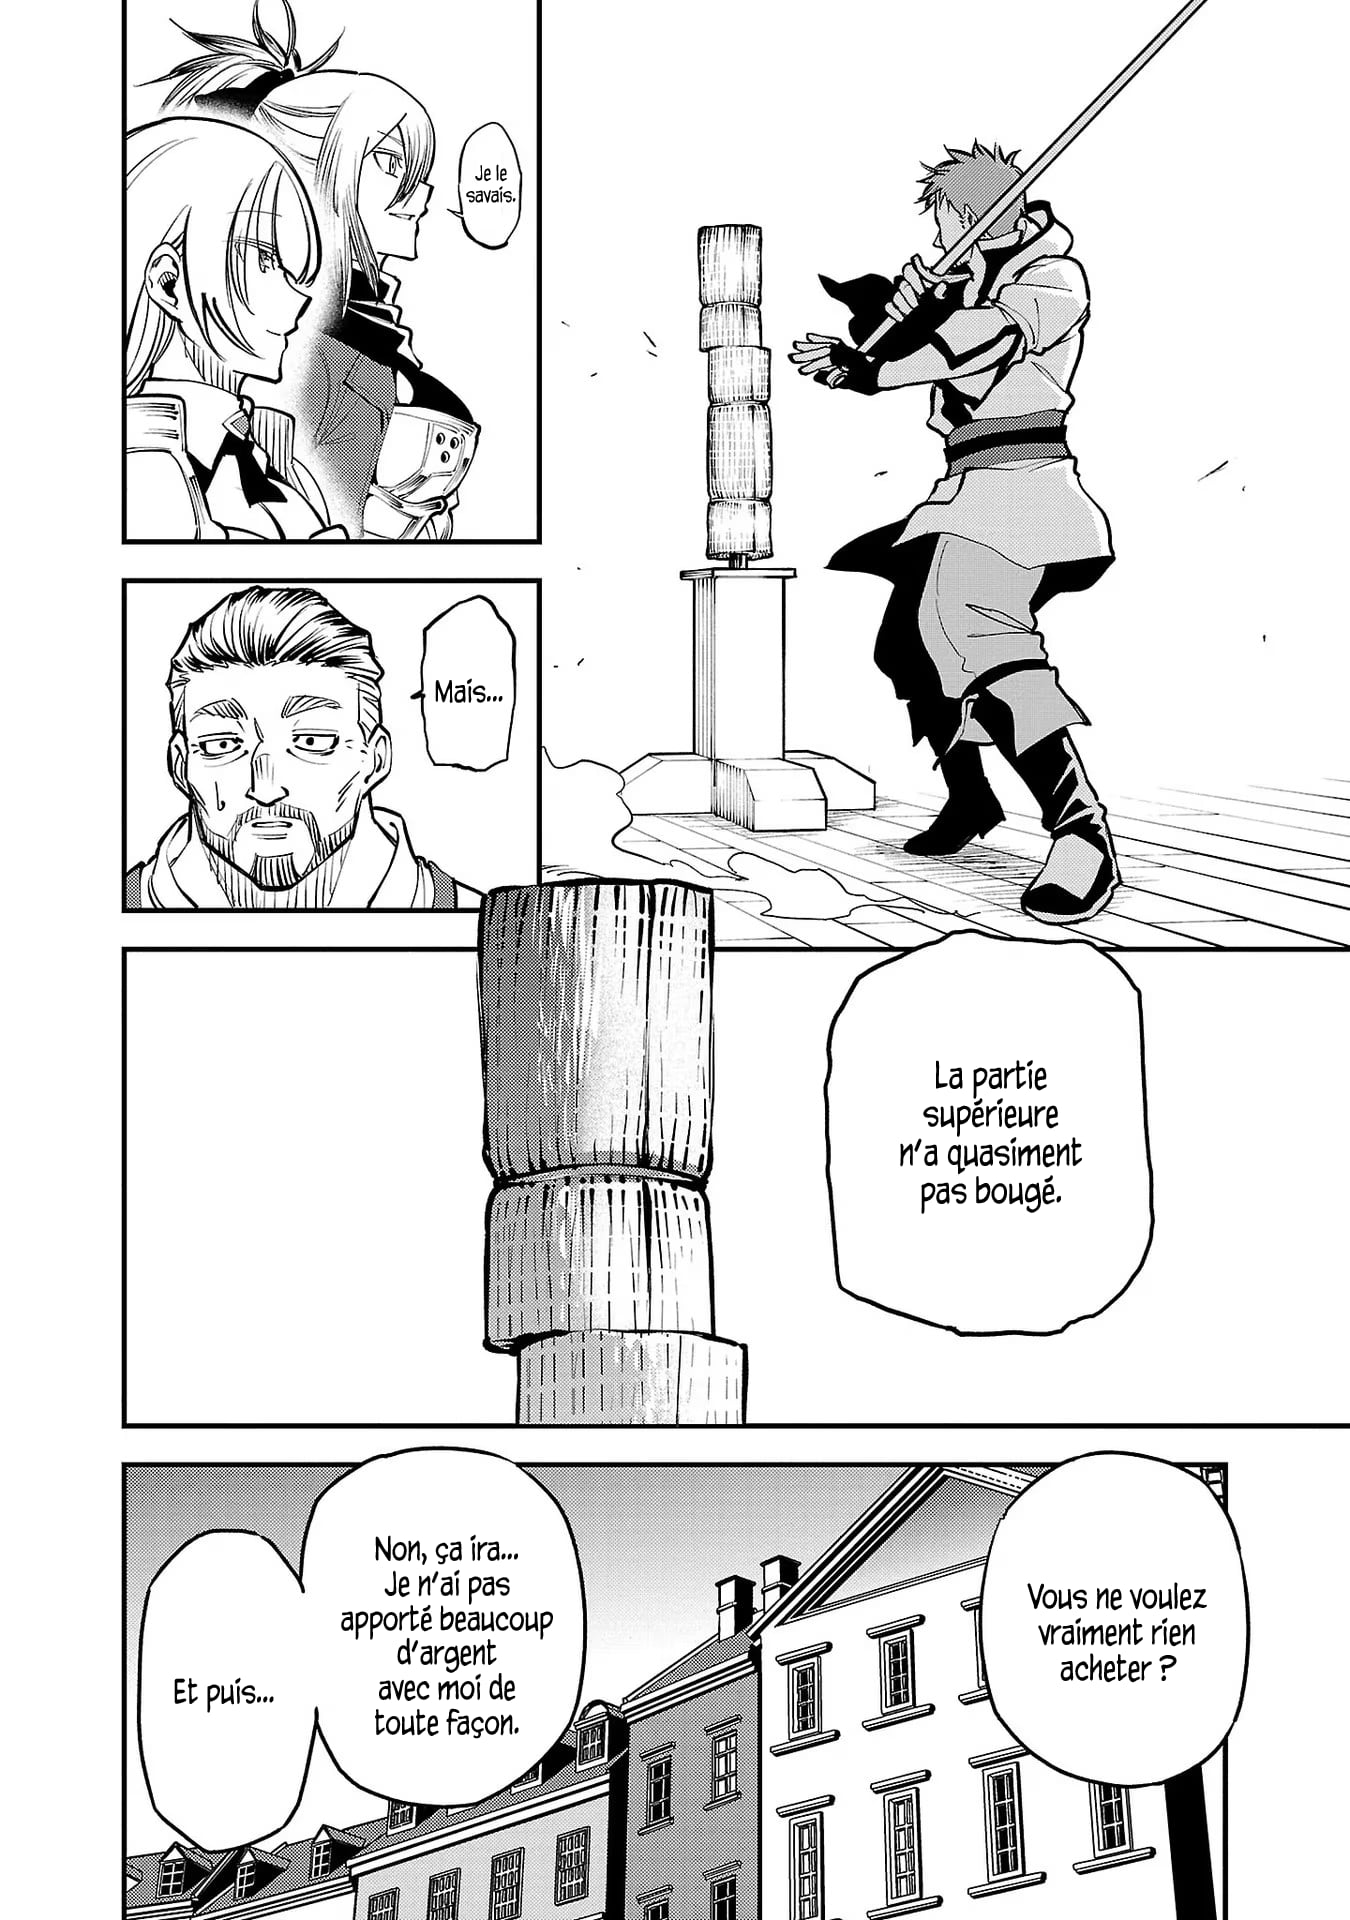 Je le
savais.
Mais...
La partie
supérieure
n'a quasiment
pas bougé.
Vous ne voulez
vraiment rien
acheter ?
Non, ça ira...
Je n'ai pas
apporté beaucoup
d'argent
avec moi de
toute façon.
Et puis...